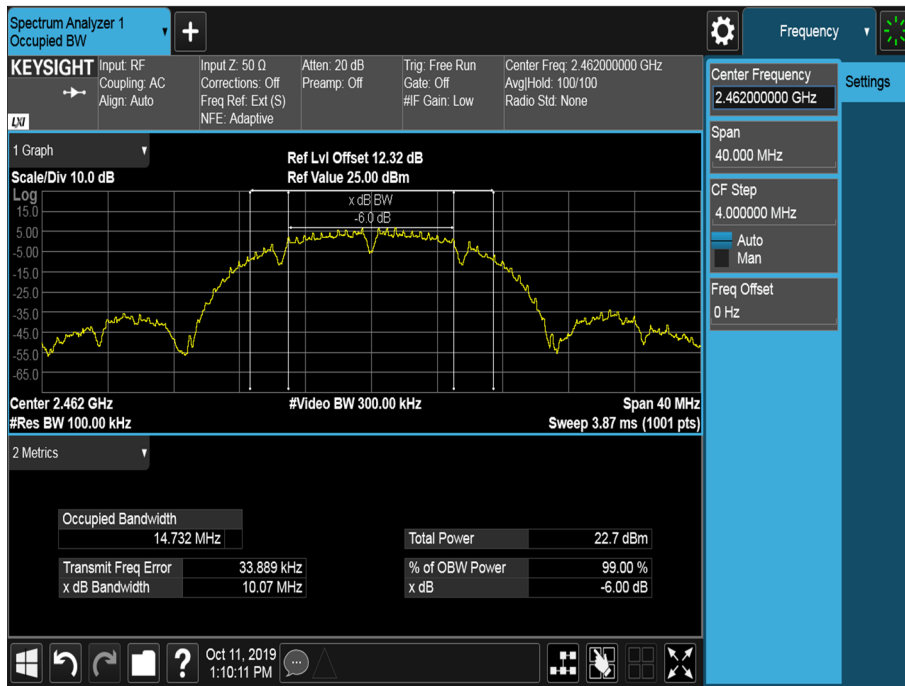 Spectrum Analyzer 1
Occupied BW
+
Frequency
KEYSIGHT
LXI
Input: RF
Coupling: AC
Align: Auto
Input Z: 50 Ω
Corrections: Off
Freq Ref: Ext (S)
NFE: Adaptive
Atten: 20 dB
Preamp: Off
Trig: Free Run
Gate: Off
#IF Gain: Low
Center Freq: 2.462000000 GHz
Avg|Hold: 100/100
Radio Std: None
Center Frequency
2.462000000 GHz
Settings
Span
40.000 MHz
CF Step
4.000000 MHz
Auto
Man
Freq Offset
0 Hz
1 Graph
Scale/Div 10.0 dB
Ref Lvl Offset 12.32 dB
Ref Value 25.00 dBm
Log
x dB BW
-6.0 dB
15.0
5.00
-5.00
-15.0
-25.0
-35.0
-45.0
-55.0
-65.0
Center 2.462 GHz
#Video BW 300.00 kHz
Span 40 MHz
#Res BW 100.00 kHz
Sweep 3.87 ms (1001 pts)
2 Metrics
Occupied Bandwidth
14.732 MHz
Total Power 22.7 dBm
Transmit Freq Error 33.889 kHz
% of OBW Power 99.00 %
x dB Bandwidth 10.07 MHz
x dB -6.00 dB
?
Oct 11, 2019
1:10:11 PM